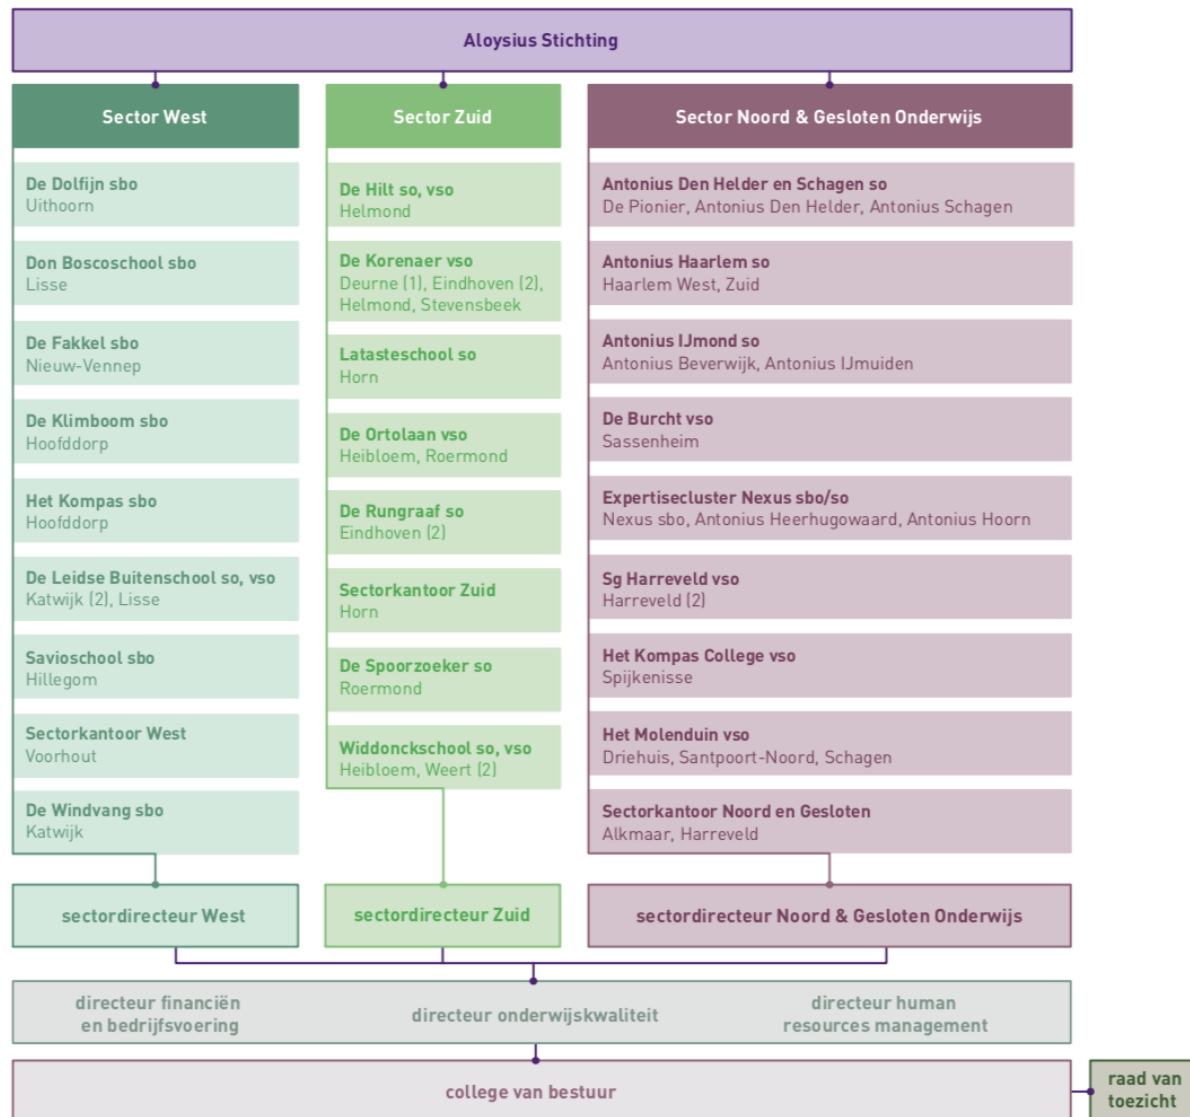 Aloysius Stichting
Sector West
De Dolfijn sbo
Uithoorn
Don Boscoschool sbo
Lisse
De Fakkel sbo
Nieuw-Vennep
De Klimboom sbo
Hoofddorp
Het Kompas sbo
Hoofddorp
De Leidse Buitenschool so, vso
Katwijk (2), Lisse
Savioschool sbo
Hillegom
Sectorkantoor West
Voorhout
De Windvang sbo
Katwijk
sectordirecteur West
Sector Zuid
De Hilt so, vso
Helmond
De Korenaer vso
Deurne (1), Eindhoven (2),
Helmond, Stevensbeek
Latasteschool so
Horn
De Ortolaan vso
Heibloem, Roermond
De Rungraaf so
Eindhoven (2)
Sectorkantoor Zuid
Horn
De Spoorzoeker so
Roermond
Widdonckschool so, vso
Heibloem, Weert (2)
sectordirecteur Zuid
Sector Noord & Gesloten Onderwijs
Antonius Den Helder en Schagen so
De Pionier, Antonius Den Helder, Antonius Schagen
Antonius Haarlem so
Haarlem West, Zuid
Antonius IJmond so
Antonius Beverwijk, Antonius IJmuiden
De Burcht vso
Sassenheim
Expertisecluster Nexus sbo/so
Nexus sbo, Antonius Heerhugowaard, Antonius Hoorn
Sg Harreveld vso
Harreveld (2)
Het Kompas College vso
Spijkenisse
Het Molenduin vso
Driehuis, Santpoort-Noord, Schagen
Sectorkantoor Noord en Gesloten
Alkmaar, Harreveld
sectordirecteur Noord & Gesloten Onderwijs
directeur financiën
en bedrijfsvoering
directeur onderwijskwaliteit
directeur human
resources management
college van bestuur
raad van
toezicht